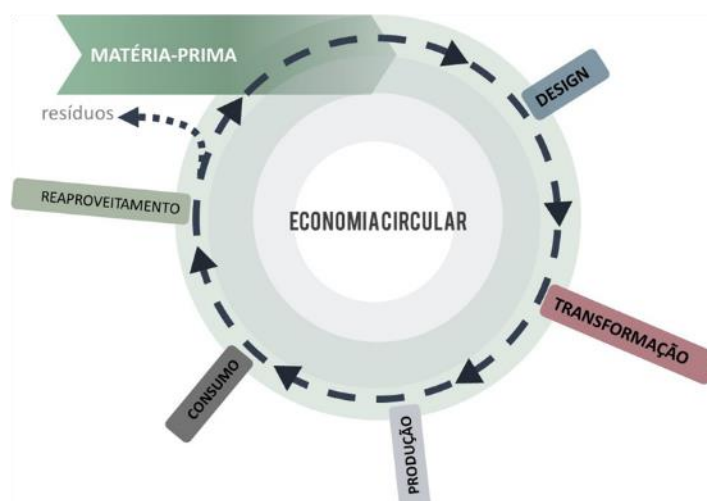 MATÉRIA-PRIMA
DESIGN
resíduos
REAPROVEITAMENTO
ECONOMIACIRCULAR
TRANSFORMAÇÃO
CONSUMO
PRODUÇÃO